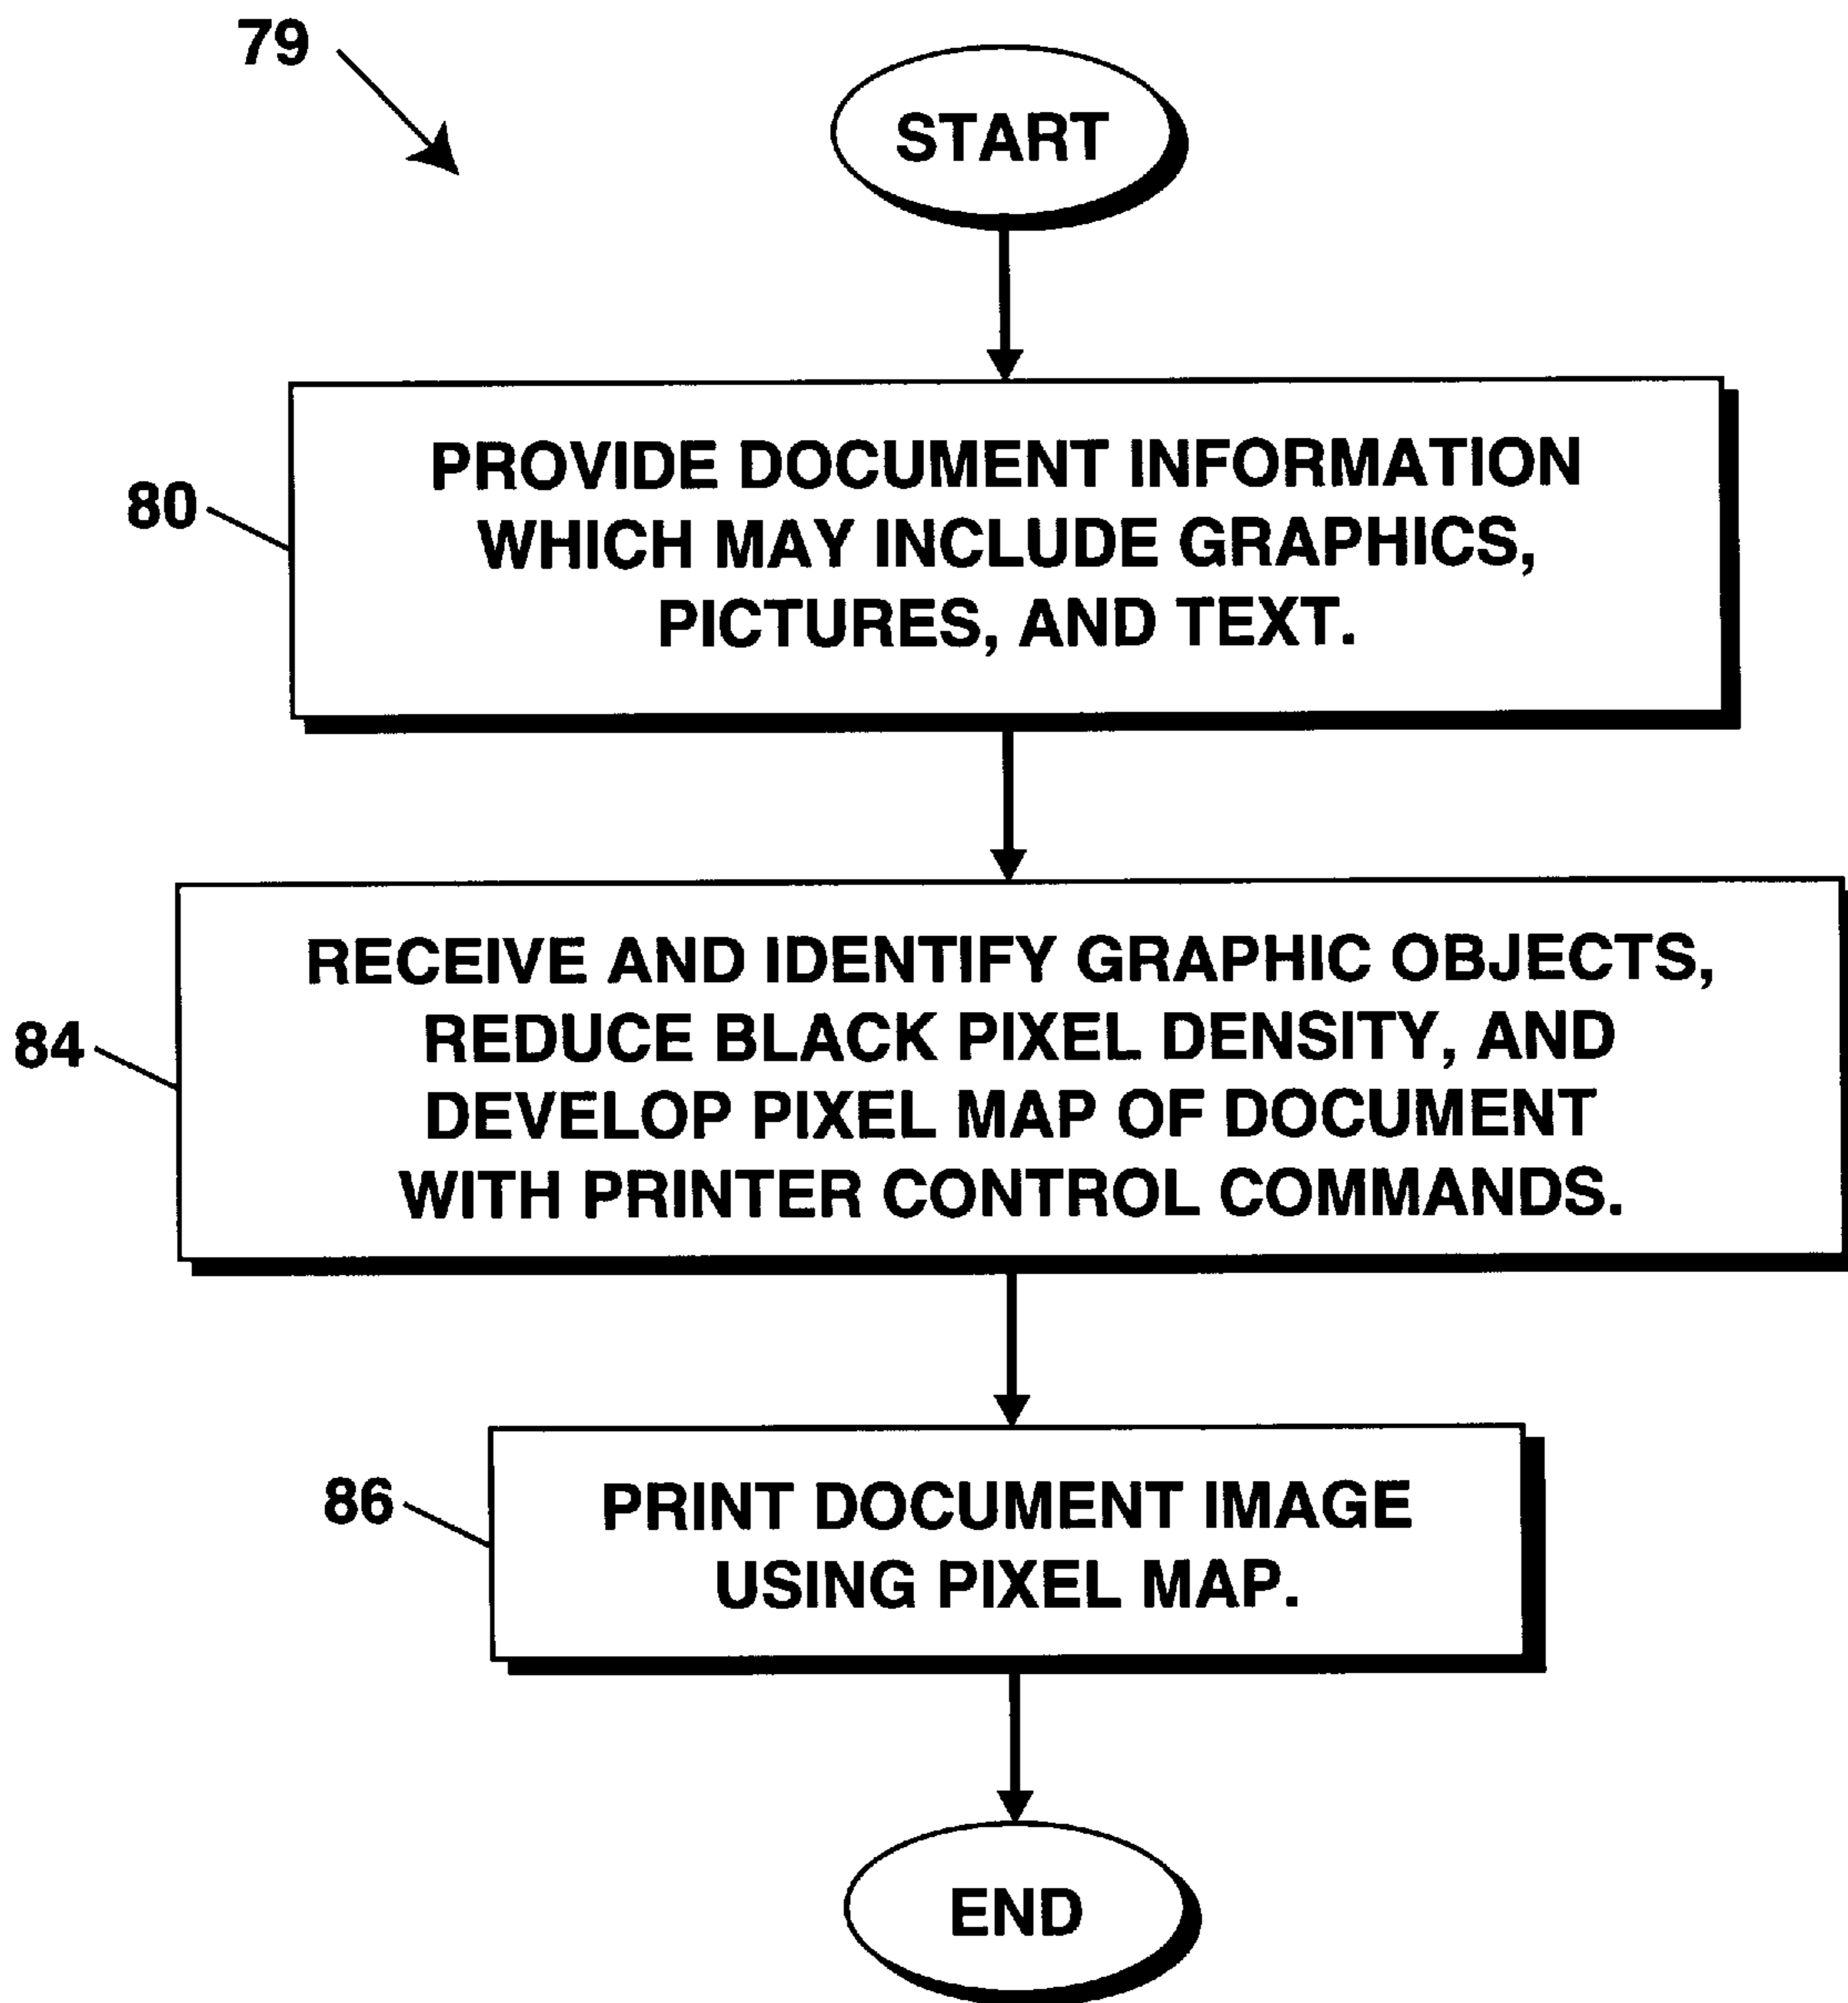 79
START
80
PROVIDE DOCUMENT INFORMATION
WHICH MAY INCLUDE GRAPHICS,
PICTURES, AND TEXT.
84
RECEIVE AND IDENTIFY GRAPHIC OBJECTS,
REDUCE BLACK PIXEL DENSITY, AND
DEVELOP PIXEL MAP OF DOCUMENT
WITH PRINTER CONTROL COMMANDS.
86
PRINT DOCUMENT IMAGE
USING PIXEL MAP.
END